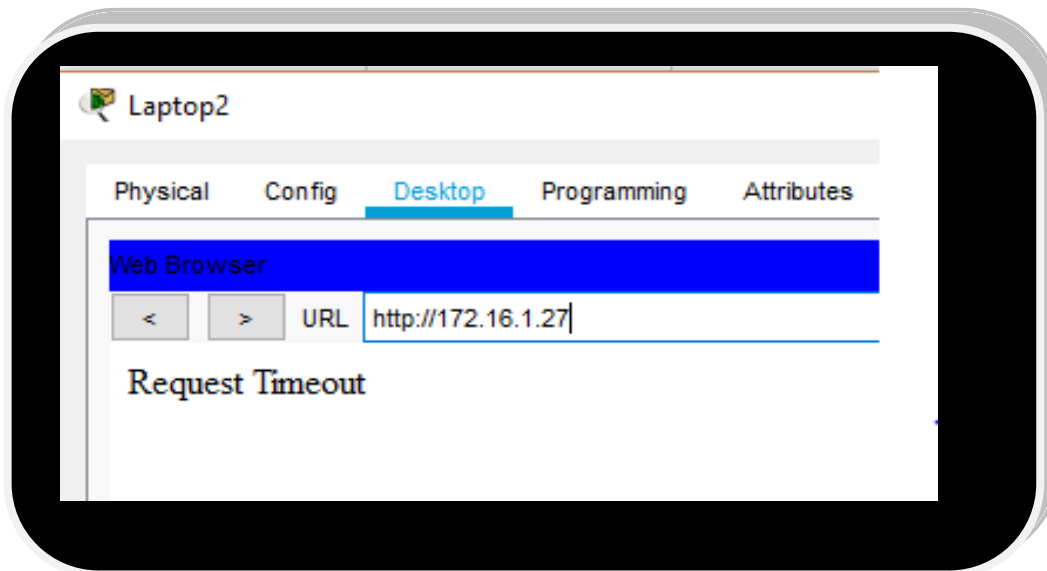 Laptop2
Physical Config Desktop Programming Attributes
Web Browser
< > URL http://172.16.1.27
Request Timeout